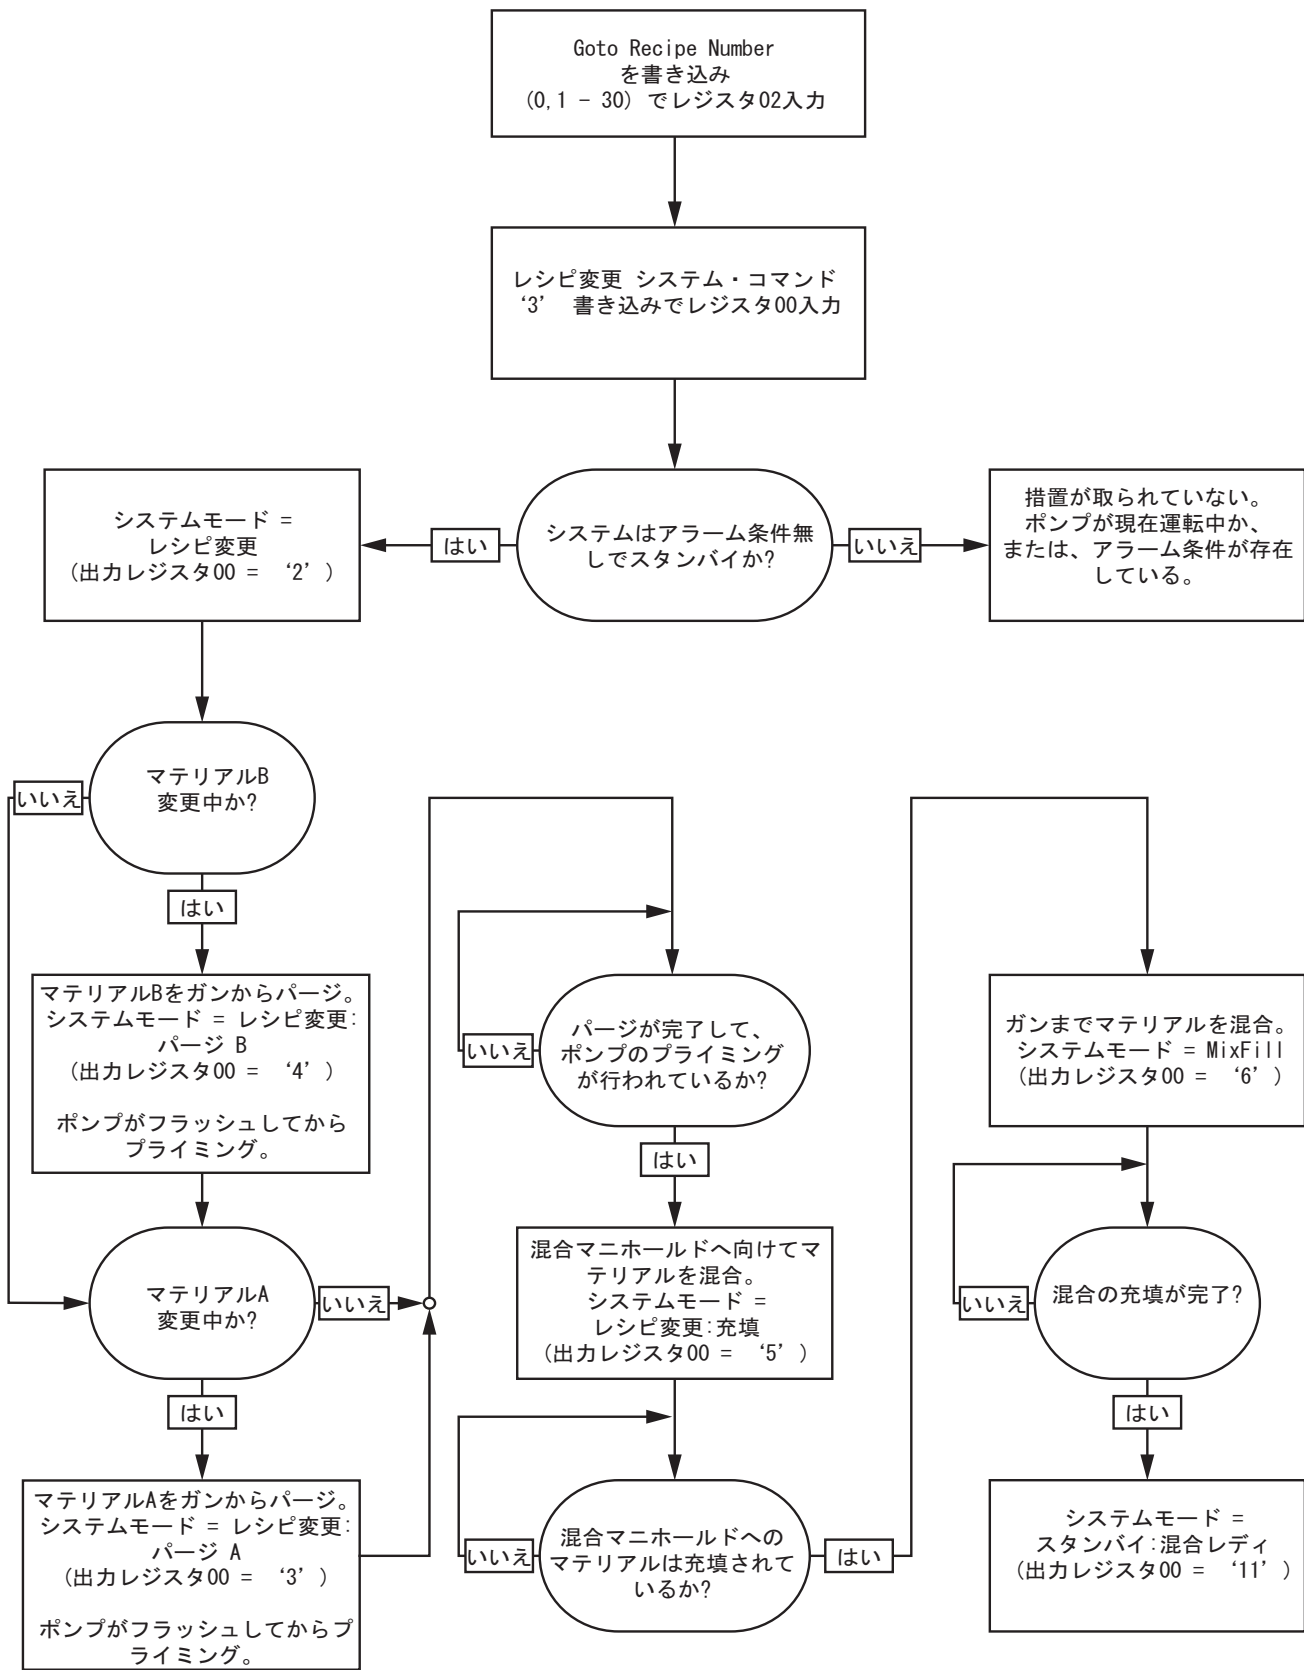 Goto Recipe Number
を書き込み
(0,1 - 30) でレジスタ02入力
レシピ変更 システム・コマンド
‘3’ 書き込みでレジスタ00入力
システムはアラーム条件無
しでスタンバイか?
はい
いいえ
システムモード =
レシピ変更
(出力レジスタ00 = ‘2’)
措置が取られていない。
ポンプが現在運転中か、
または、アラーム条件が存在
している。
マテリアルB
変更中か?
いいえ
はい
マテリアルBをガンからパージ。
システムモード = レシピ変更:
パージ B
(出力レジスタ00 = ‘4’)
ポンプがフラッシュしてから
プライミング。
マテリアルA
変更中か?
いいえ
はい
マテリアルAをガンからパージ。
システムモード = レシピ変更:
パージ A
(出力レジスタ00 = ‘3’)
ポンプがフラッシュしてからプ
ライミング。
パージが完了して、
ポンプのプライミング
が行われているか?
いいえ
はい
混合マニホールドへ向けてマ
テリアルを混合。
システムモード =
レシピ変更:充填
(出力レジスタ00 = ‘5’)
混合マニホールドへの
マテリアルは充填されて
いるか?
いいえ
はい
ガンまでマテリアルを混合。
システムモード = MixFill
(出力レジスタ00 = ‘6’)
混合の充填が完了?
いいえ
はい
システムモード =
スタンバイ:混合レディ
(出力レジスタ00 = ‘11’)